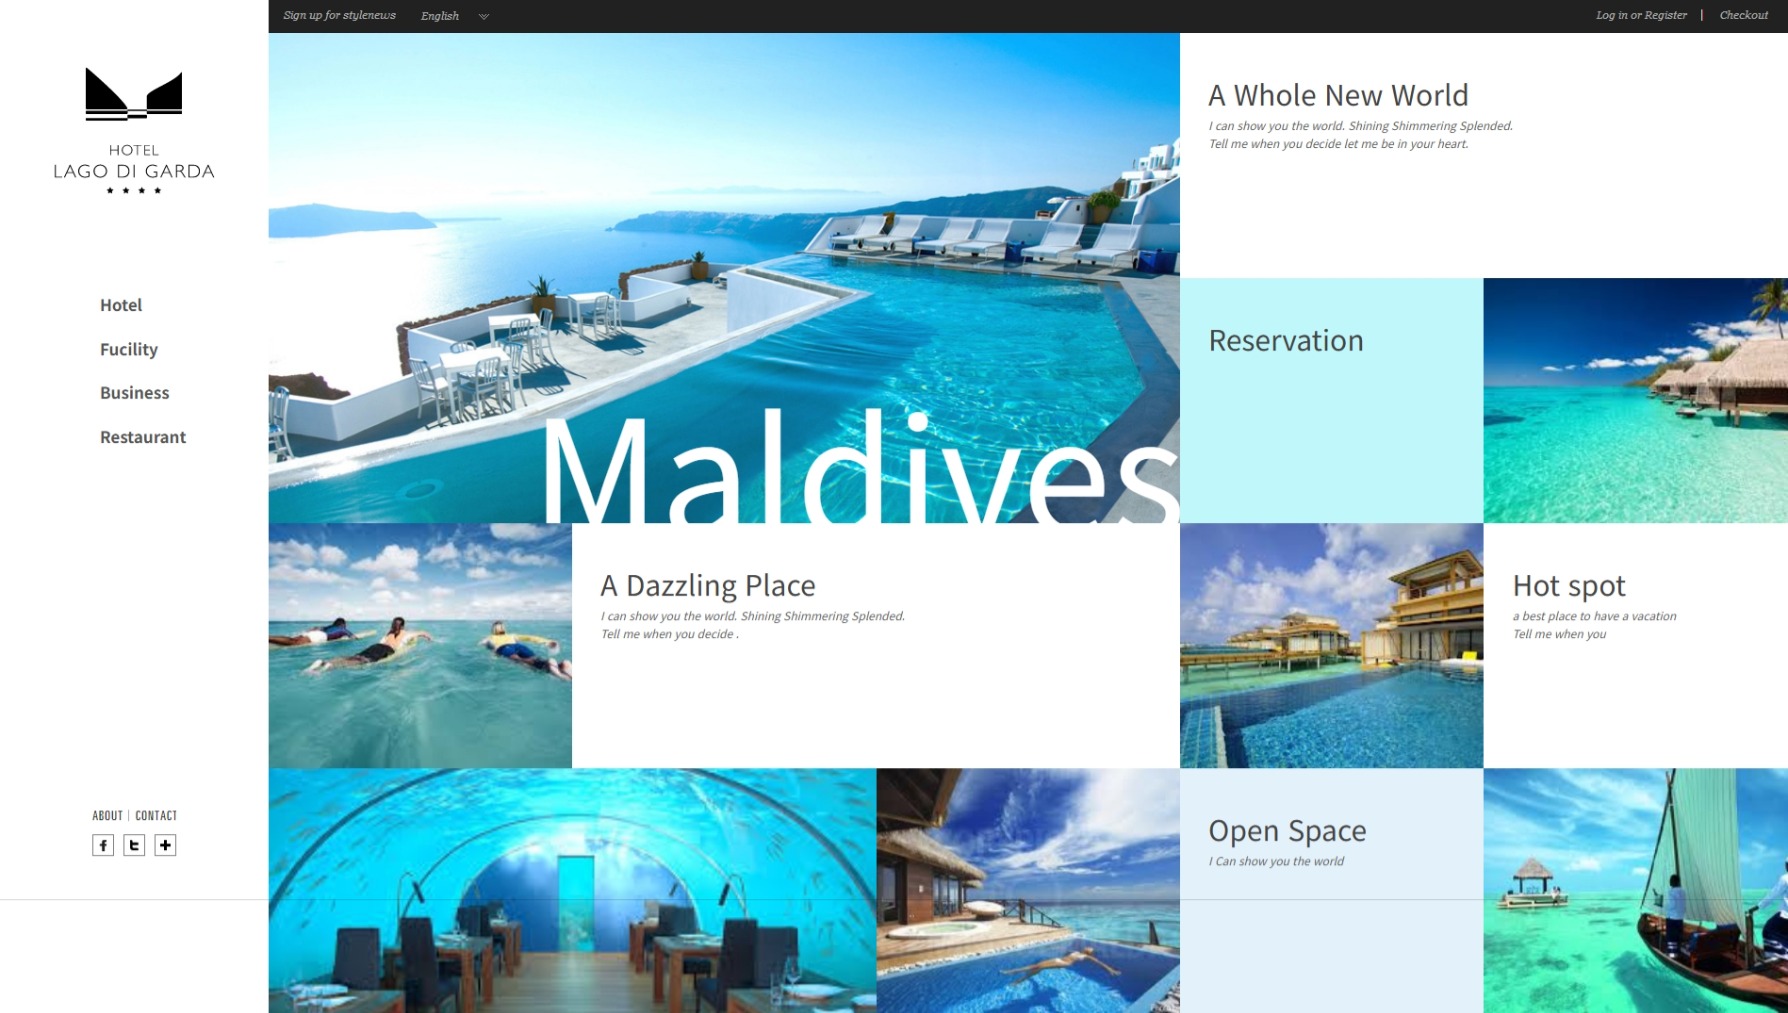 Sign up for stylenews
English
Log in or Register
Checkout
HOTEL
LAGO DI GARDA
Hotel
Fucility
Business
Restaurant
ABOUT | CONTACT
Maldives
A Whole New World
I can show you the world. Shining Shimmering Splended.
Tell me when you decide let me be in your heart.
Reservation
A Dazzling Place
I can show you the world. Shining Shimmering Splended.
Tell me when you decide .
Hot spot
a best place to have a vacation
Tell me when you
Open Space
I Can show you the world